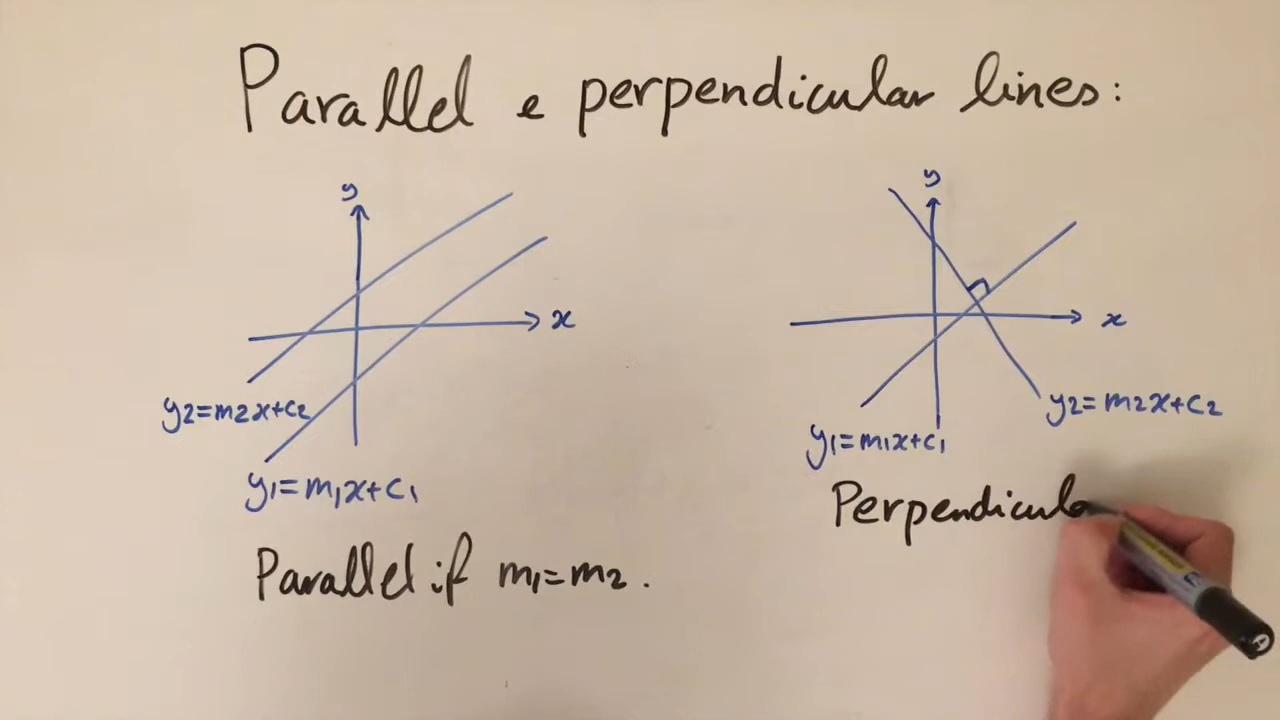 Parallel e perpendicular lines:
y
x
y2=m2x+c2
y1=m1x+c1
Parallel if m1=m2.
y
x
y2=m2x+c2
y1=m1x+c1
Perpendicula